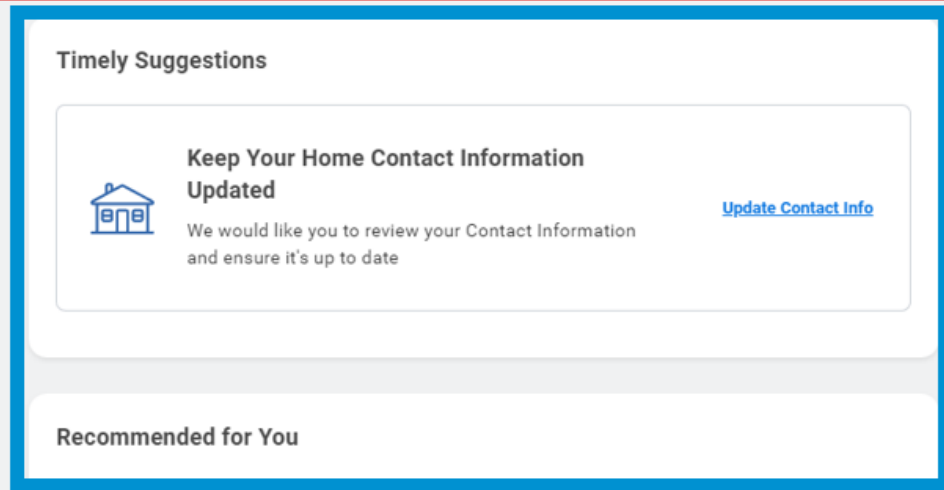 Timely Suggestions
Keep Your Home Contact Information
Updated
Update Contact Info
We would like you to review your Contact Information
and ensure it's up to date
Recommended for You